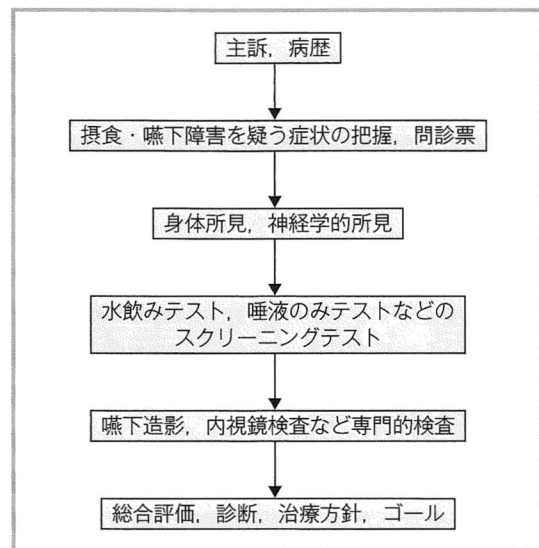 主訴，病歴
摂食・嚥下障害を疑う症状の把握，問診票
身体所見，神経学的所見
水飲みテスト，唾液のみテストなどの
スクリーニングテスト
嚥下造影，内視鏡検査など専門的検査
総合評価，診断，治療方針，ゴール